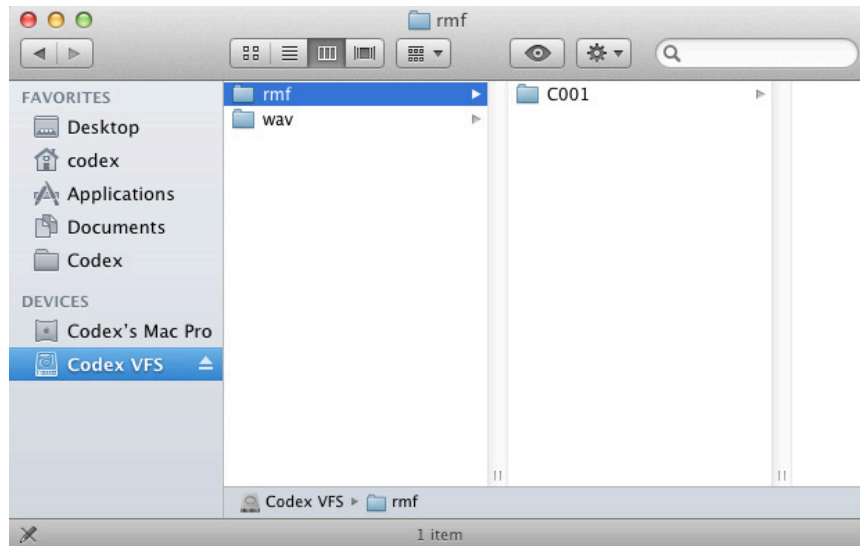 rmf
FAVORITES
Desktop
codex
Applications
Documents
Codex
DEVICES
Codex's Mac Pro
Codex VFS
rmf
wav
C001
Codex VFS ▸ rmf
1 item